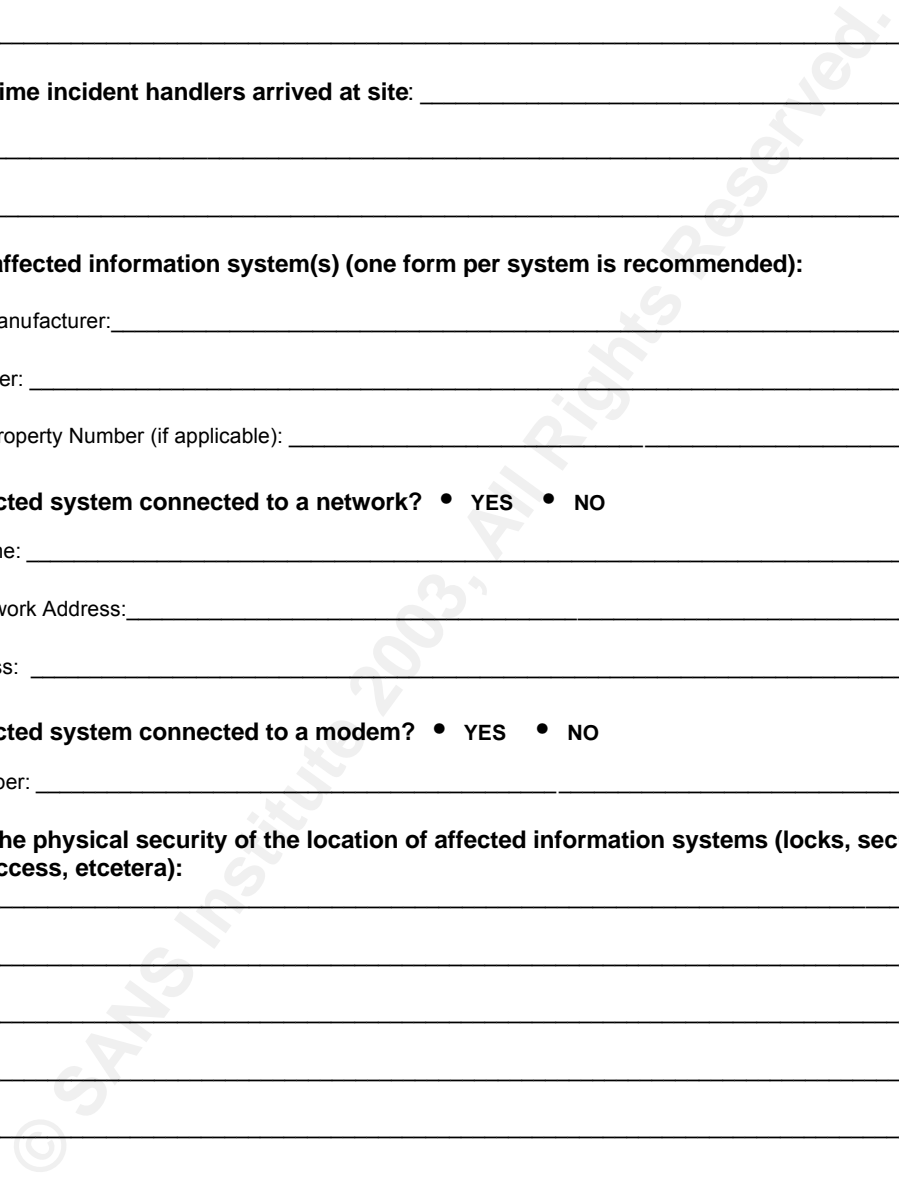 ime incident handlers arrived at site:
affected information system(s) (one form per system is recommended):
anufacturer:
er:
roperty Number (if applicable):
cted system connected to a network? • YES • NO
ne:
work Address:
ss:
cted system connected to a modem? • YES • NO
ber:
he physical security of the location of affected information systems (locks, sec
ccess, etcetera):
© SANS Institute 2003, All Rights Reserved.